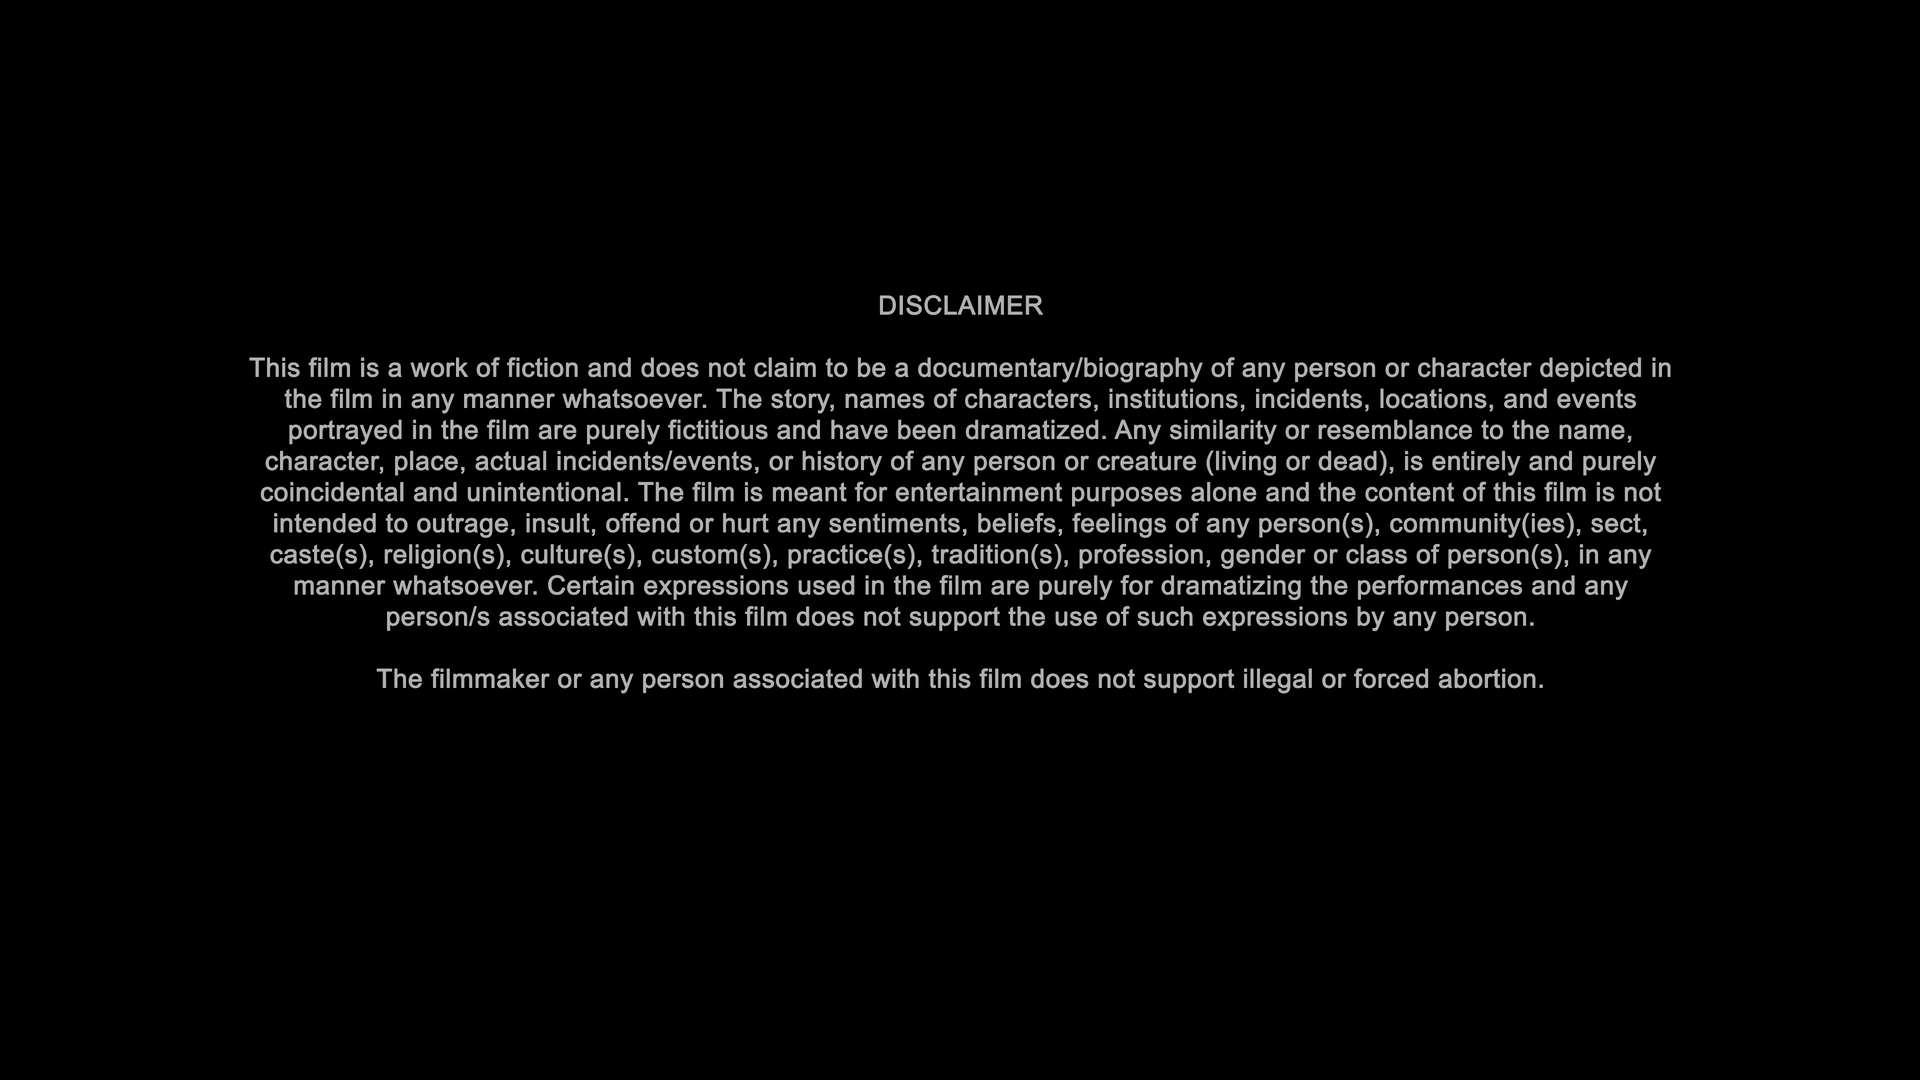 DISCLAIMER
This film is a work of fiction and does not claim to be a documentary/biography of any person or character depicted in
the film in any manner whatsoever. The story, names of characters, institutions, incidents, locations, and events
portrayed in the film are purely fictitious and have been dramatized. Any similarity or resemblance to the name,
character, place, actual incidents/events, or history of any person or creature (living or dead), is entirely and purely
coincidental and unintentional. The film is meant for entertainment purposes alone and the content of this film is not
intended to outrage, insult, offend or hurt any sentiments, beliefs, feelings of any person(s), community(ies), sect,
caste(s), religion(s), culture(s), custom(s), practice(s), tradition(s), profession, gender or class of person(s), in any
manner whatsoever. Certain expressions used in the film are purely for dramatizing the performances and any
person/s associated with this film does not support the use of such expressions by any person.
The filmmaker or any person associated with this film does not support illegal or forced abortion.